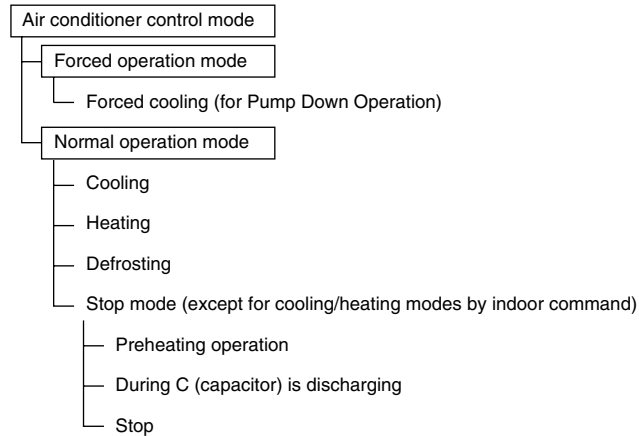 Air conditioner control mode
Forced operation mode
Forced cooling (for Pump Down Operation)
Normal operation mode
Cooling
Heating
Defrosting
Stop mode (except for cooling/heating modes by indoor command)
Preheating operation
During C (capacitor) is discharging
Stop